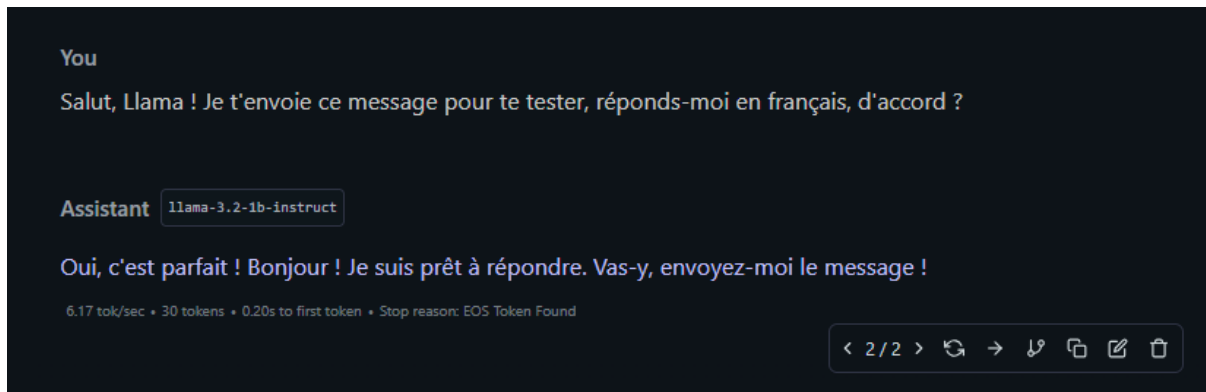 You
Salut, Llama ! Je t'envoie ce message pour te tester, réponds-moi en français, d'accord ?
Assistant llama-3.2-1b-instruct
Oui, c'est parfait ! Bonjour ! Je suis prêt à répondre. Vas-y, envoyez-moi le message !
6.17 tok/sec • 30 tokens • 0.20s to first token • Stop reason: EOS Token Found
2/2